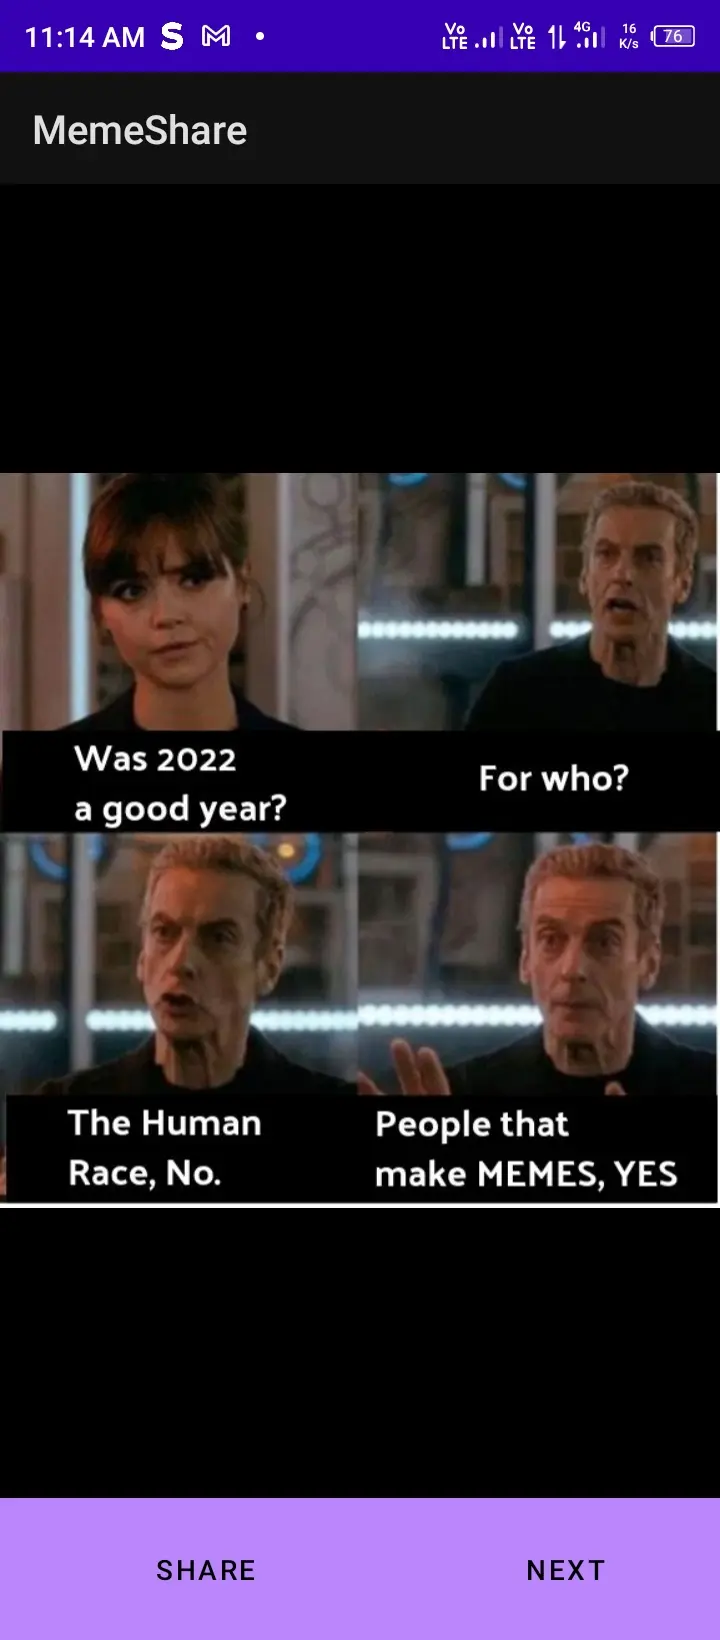 11:14 AM S M
Vo LTE Vo LTE 4G 16 K/s 76
MemeShare
Was 2022
a good year?
For who?
The Human
Race, No.
People that
make MEMES, YES
SHARE NEXT